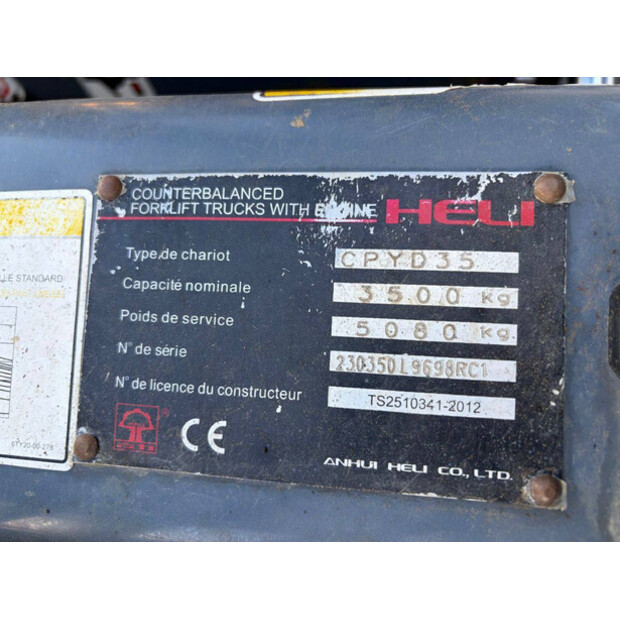 COUNTERBALANCED
FORKLIFT TRUCKS WITH ENGINE
HELI
Type de chariot CPYD35
Capacité nominale 3500 Kg
Poids de service 5080 Kg
N° de série 230350L9698RC1
N° de licence du constructeur TS2510341-2012
CE
ANHUI HELI CO., LTD.
STANDARD